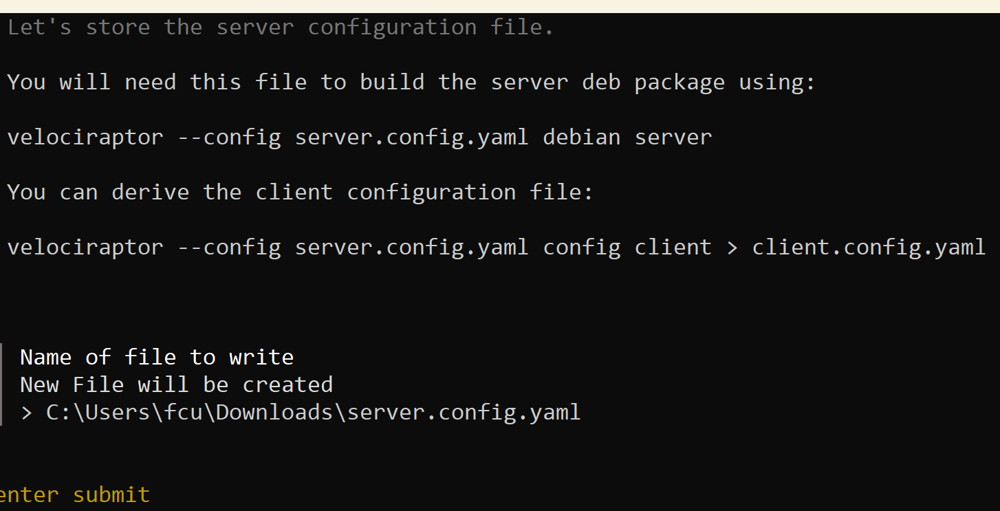 Let's store the server configuration file.
You will need this file to build the server deb package using:
velociraptor --config server.config.yaml debian server
You can derive the client configuration file:
velociraptor --config server.config.yaml config client > client.config.yaml
Name of file to write
New File will be created
> C:\Users\fcu\Downloads\server.config.yaml
enter submit